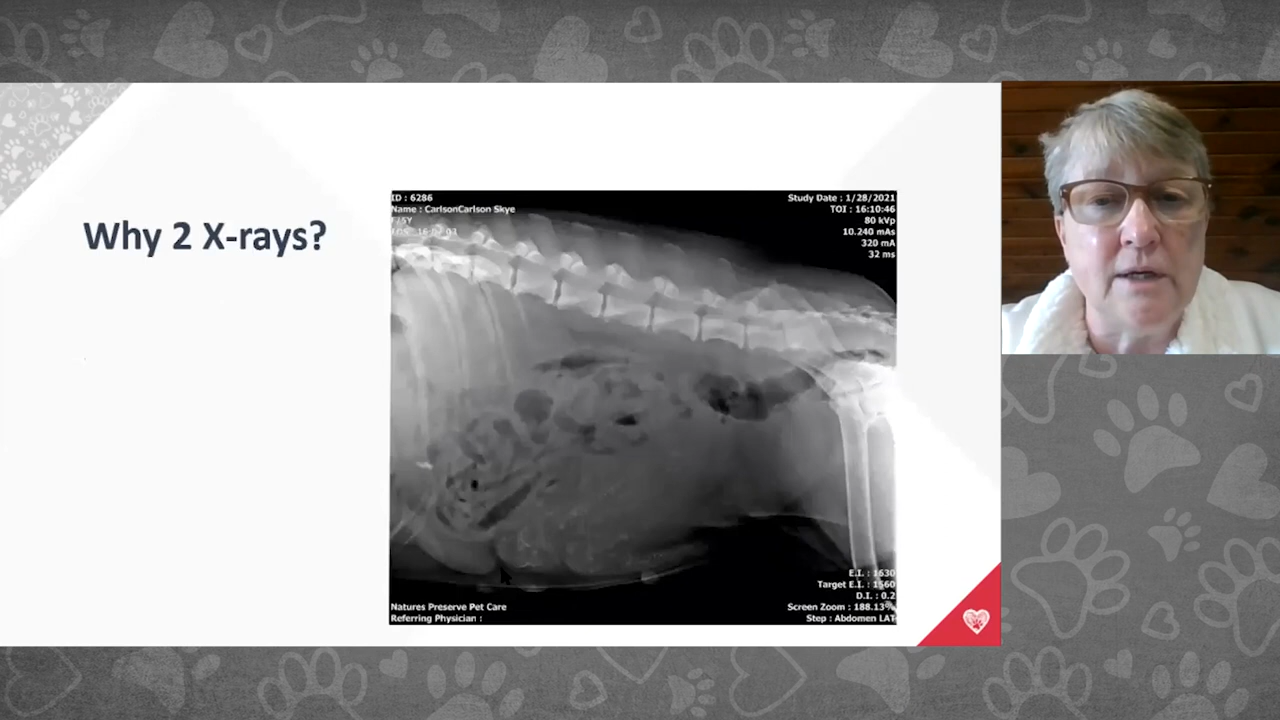 Why 2 X-rays?
ID : 6286
Name : CarlsonCarlson Skye
Study Date : 1/28/2021
TOI : 16:10:46
80 kVp
10.240 mAs
320 mA
32 ms
E.I. : 1630
Target E.I. : 1560
D.I. : 0.2
Screen Zoom : 188.13%
Step : Abdomen LAT
Natures Preserve Pet Care
Referring Physician :